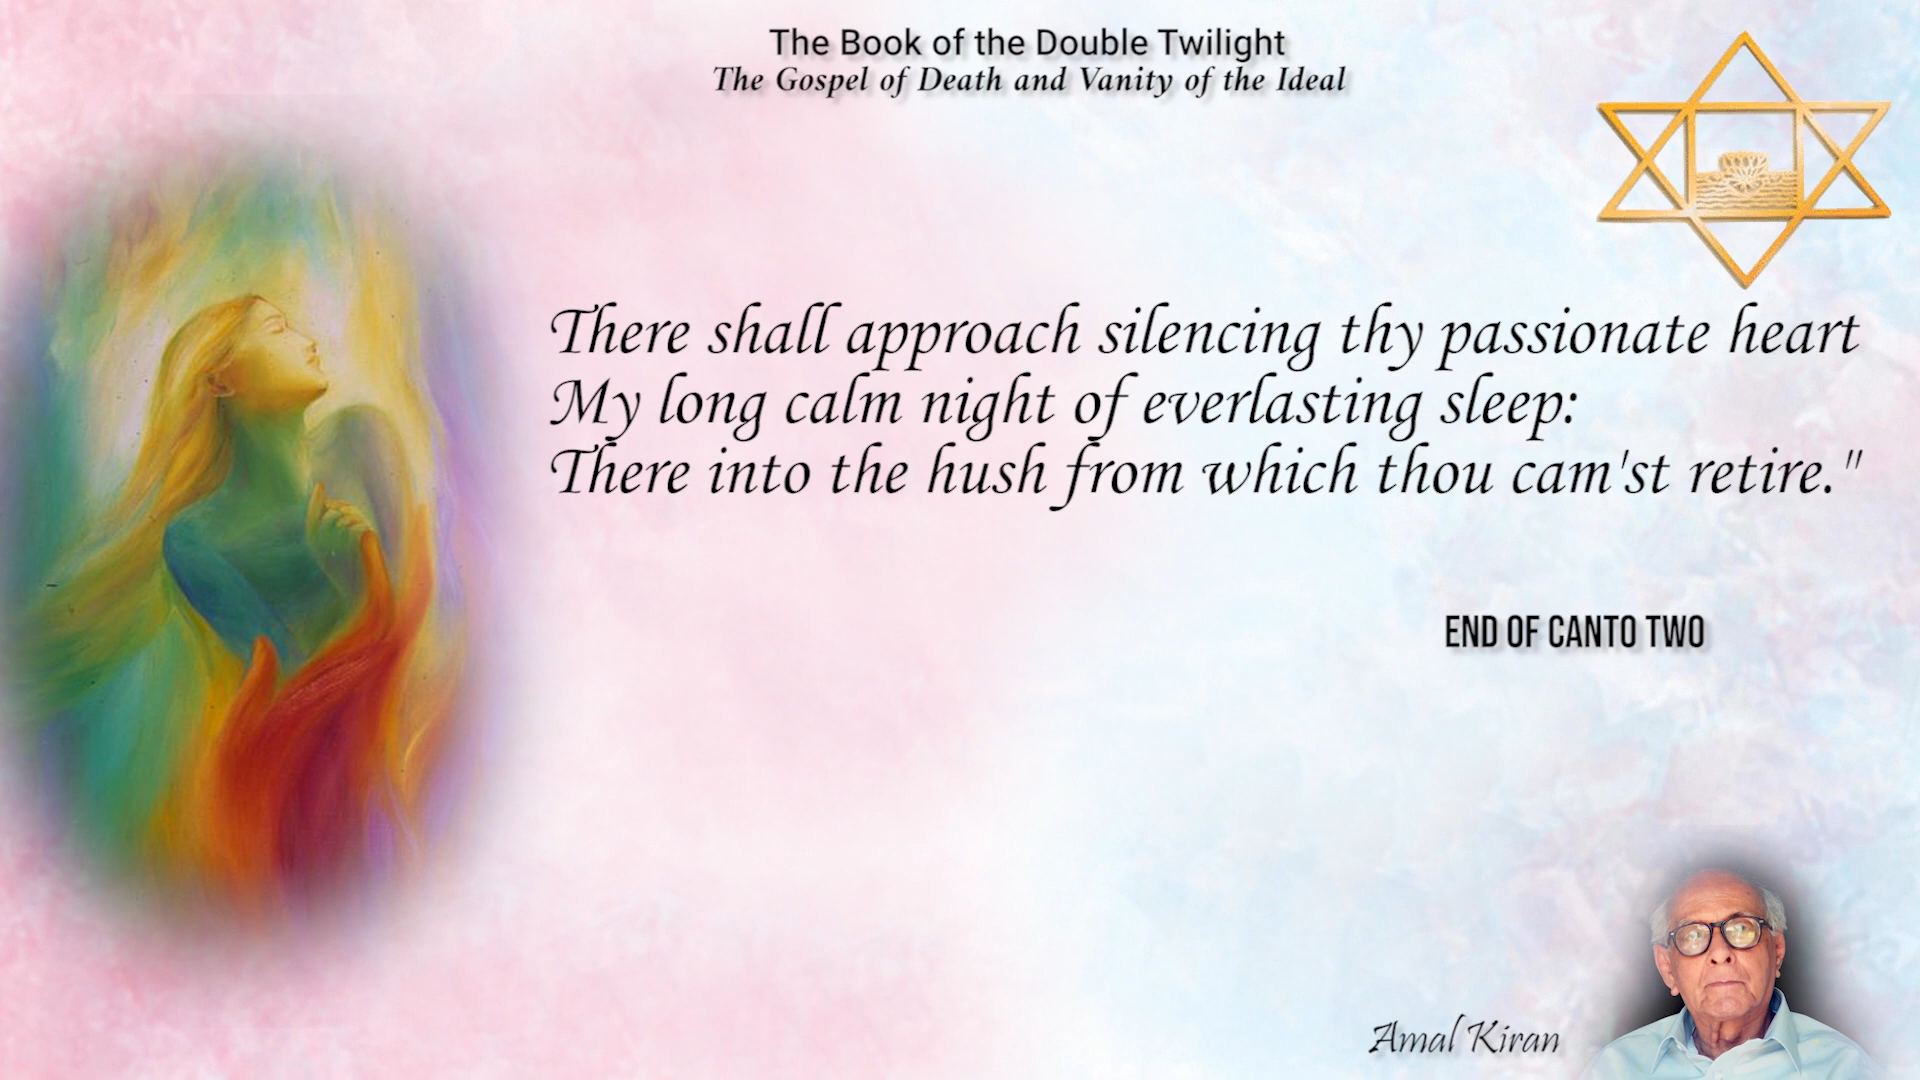 The Book of the Double Twilight
The Gospel of Death and Vanity of the Ideal
There shall approach silencing thy passionate heart
My long calm night of everlasting sleep:
There into the hush from which thou cam'st retire."
END OF CANTO TWO
Amal Kiran